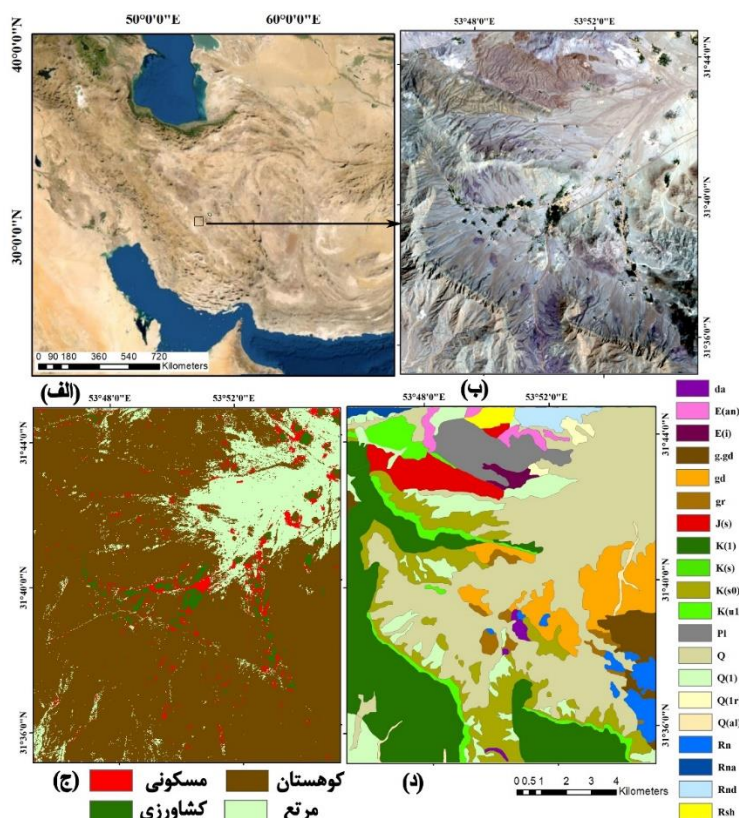 50°0'0"E 60°0'0"E
40°0'0"N
30°0'0"N
0 90 180 360 540 720
Kilometers
(الف)
53°48'0"E 53°52'0"E
31°44'0"N
31°40'0"N
31°36'0"N
(ب)
53°48'0"E 53°52'0"E
31°44'0"N
31°40'0"N
31°36'0"N
(ج)
مسکونی
کوهستان
کشاورزی
مرتع
53°48'0"E 53°52'0"E
31°44'0"N
31°40'0"N
31°36'0"N
(د)
0 0.5 1 2 3 4
Kilometers
da
E(an)
E(i)
g.gd
gd
gr
J(s)
K(1)
K(s)
K(s0)
K(u1
Pl
Q
Q(1)
Q(1r
Q(al)
Rn
Rna
Rnd
Rsh